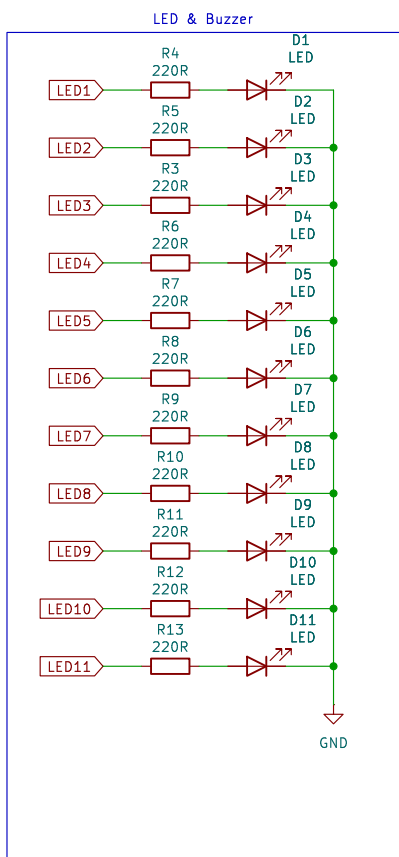 LED & Buzzer
R4
220R
D1
LED
LED1
R5
220R
D2
LED
LED2
R3
220R
D3
LED
LED3
R6
220R
D4
LED
LED4
R7
220R
D5
LED
LED5
R8
220R
D6
LED
LED6
R9
220R
D7
LED
LED7
R10
220R
D8
LED
LED8
R11
220R
D9
LED
LED9
R12
220R
D10
LED
LED10
R13
220R
D11
LED
LED11
GND